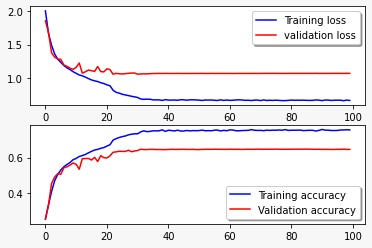 2.0
1.5
1.0
Training loss
validation loss
0 20 40 60 80 100
0.6
0.4
Training accuracy
Validation accuracy
0 20 40 60 80 100